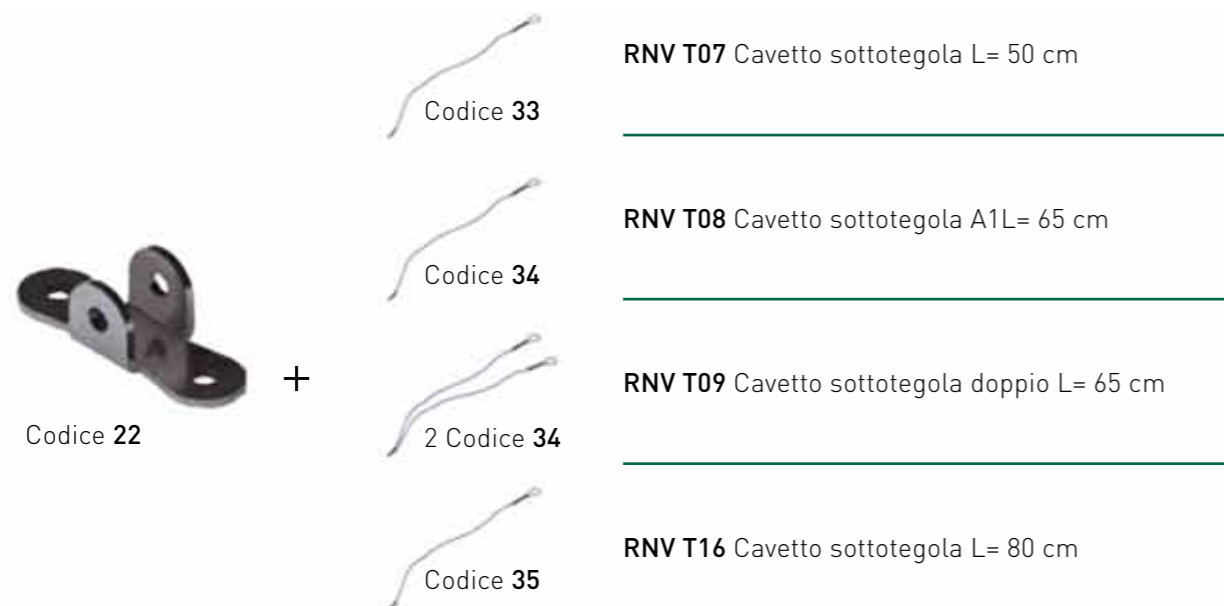 RNV T07 Cavetto sottotegola L= 50 cm
Codice 33
RNV T08 Cavetto sottotegola A1L= 65 cm
Codice 34
RNV T09 Cavetto sottotegola doppio L= 65 cm
+
Codice 22
2 Codice 34
RNV T16 Cavetto sottotegola L= 80 cm
Codice 35